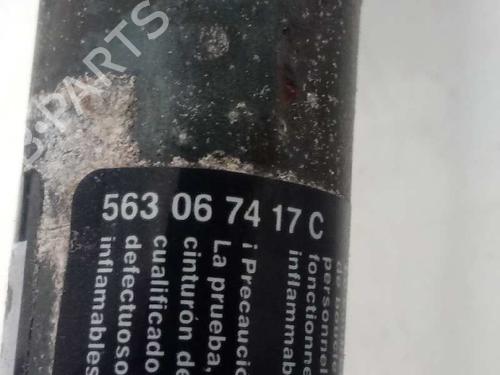 B-PARTS
563 06 74 17 C
¡ Precaució
La prueba,
cinturón de
cualificado
defectuoso
inflamables
personnel
fonctionne
inflammab